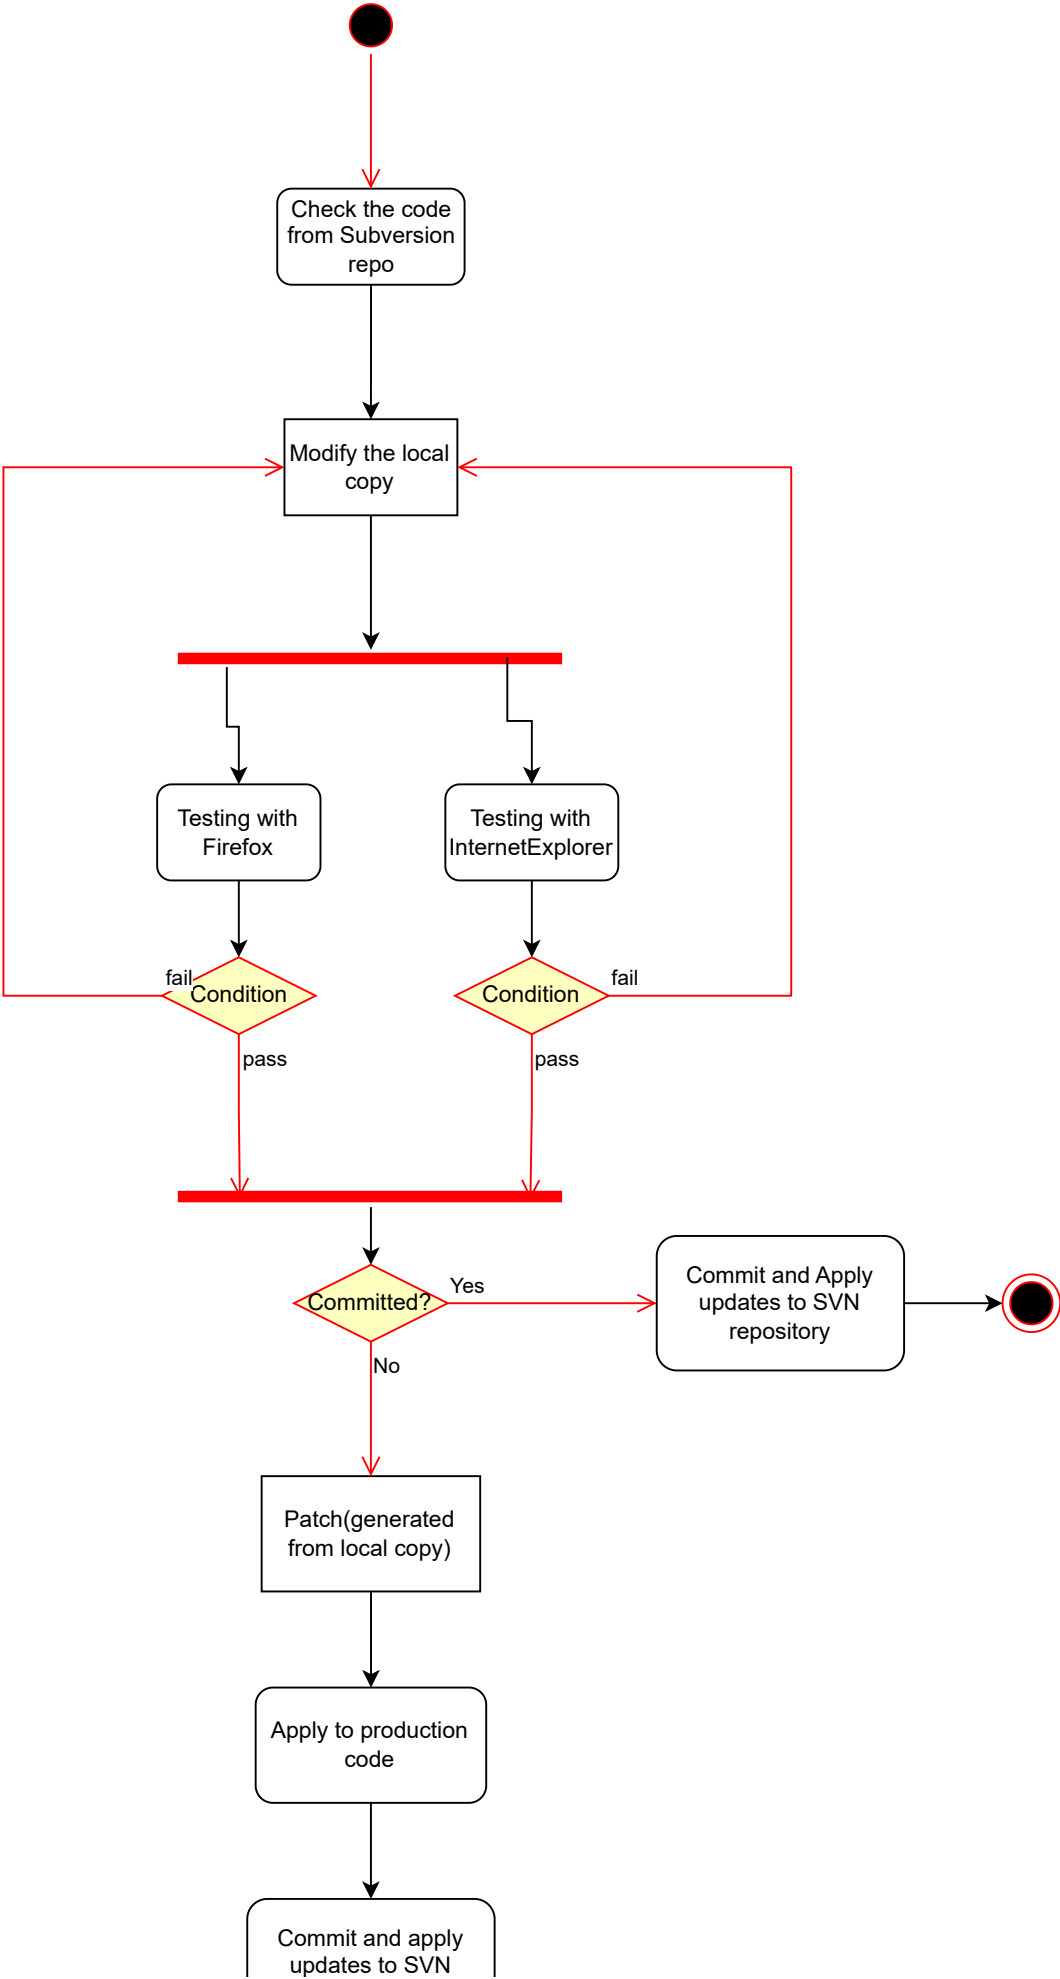 Check the code
from Subversion
repo
Modify the local
copy
Testing with
Firefox
Testing with
InternetExplorer
fail
Condition
Condition
fail
pass
pass
Committed?
Yes
Commit and Apply
updates to SVN
repository
No
Patch(generated
from local copy)
Apply to production
code
Commit and apply
updates to SVN